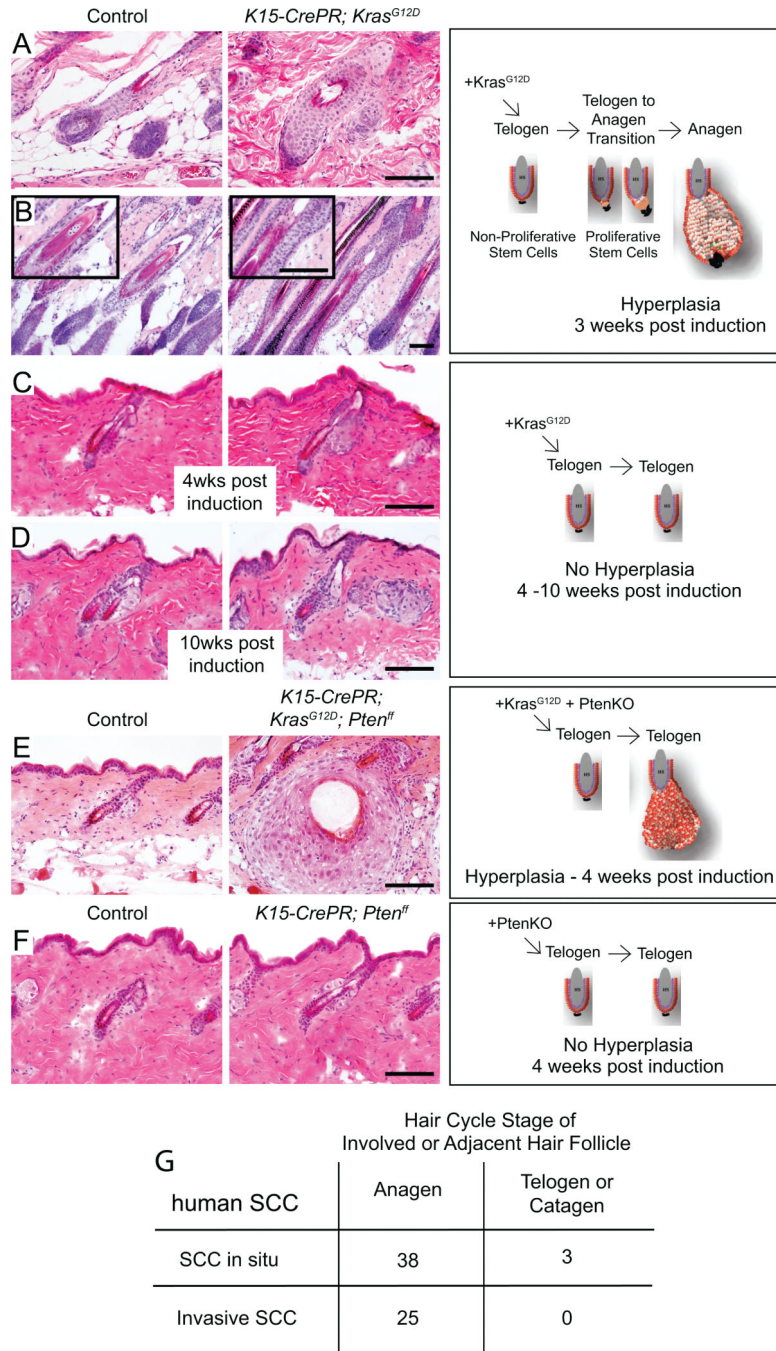 Control
K15-CrePR; KrasG12D
A
+KrasG12D
Telogen
Telogen to
Anagen
Transition
Anagen
Non-Proliferative
Stem Cells
Proliferative
Stem Cells
Hyperplasia
3 weeks post induction
B
C
4wks post
induction
+KrasG12D
Telogen
Telogen
No Hyperplasia
4 -10 weeks post induction
D
10wks post
induction
Control
K15-CrePR;
KrasG12D; Ptenff
E
+KrasG12D + PtenKO
Telogen
Telogen
Hyperplasia - 4 weeks post induction
Control
K15-CrePR; Ptenff
F
+PtenKO
Telogen
Telogen
No Hyperplasia
4 weeks post induction
G
Hair Cycle Stage of
Involved or Adjacent Hair Follicle
human SCC
Anagen
Telogen or
Catagen
SCC in situ
38
3
Invasive SCC
25
0